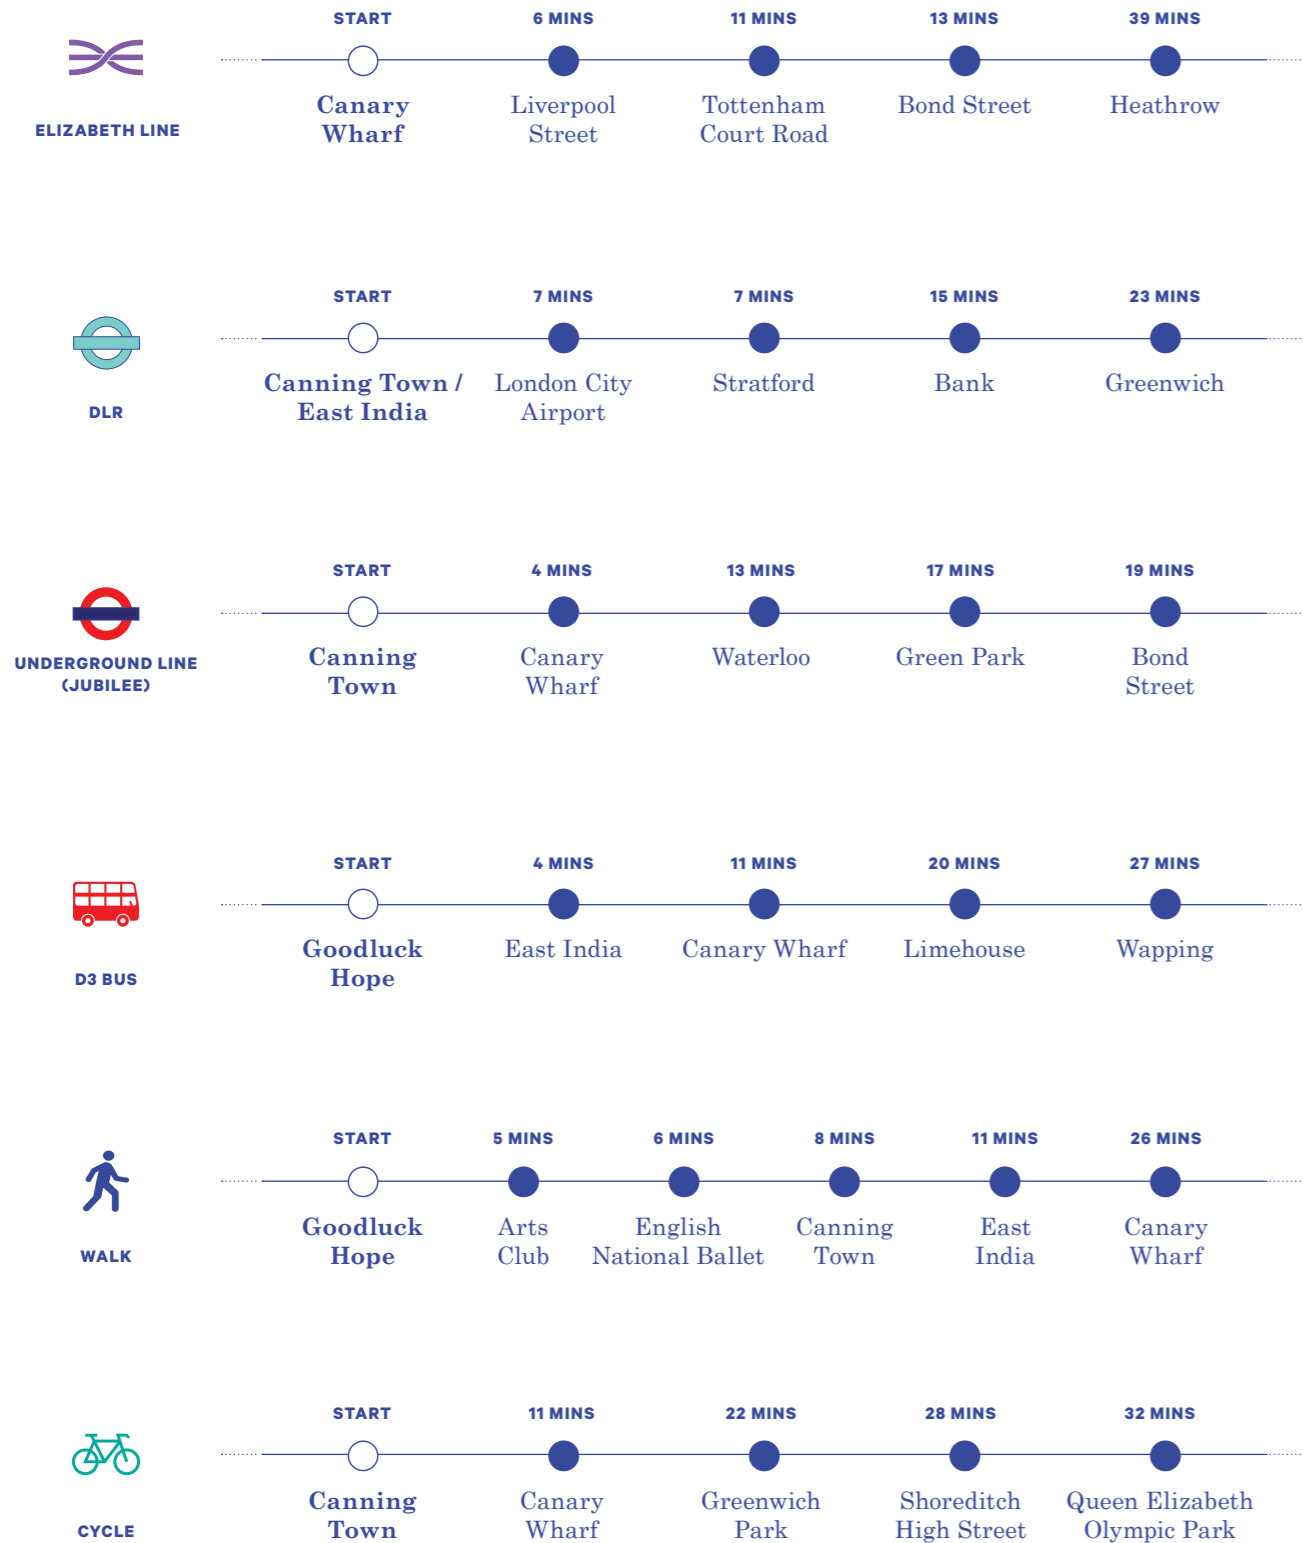 START 6 MINS 11 MINS 13 MINS 39 MINS
Canary Liverpool Tottenham Bond Street Heathrow
Wharf Street Court Road
ELIZABETH LINE
START 7 MINS 7 MINS 15 MINS 23 MINS
Canning Town / London City Stratford Bank Greenwich
East India Airport
DLR
START 4 MINS 13 MINS 17 MINS 19 MINS
Canning Canary Waterloo Green Park Bond
Town Wharf Street
UNDERGROUND LINE
(JUBILEE)
START 4 MINS 11 MINS 20 MINS 27 MINS
Goodluck East India Canary Wharf Limehouse Wapping
Hope
D3 BUS
START 5 MINS 6 MINS 8 MINS 11 MINS 26 MINS
Goodluck Arts English Canning East Canary
Hope Club National Ballet Town India Wharf
WALK
START 11 MINS 22 MINS 28 MINS 32 MINS
Canning Canary Greenwich Shoreditch Queen Elizabeth
Town Wharf Park High Street Olympic Park
CYCLE